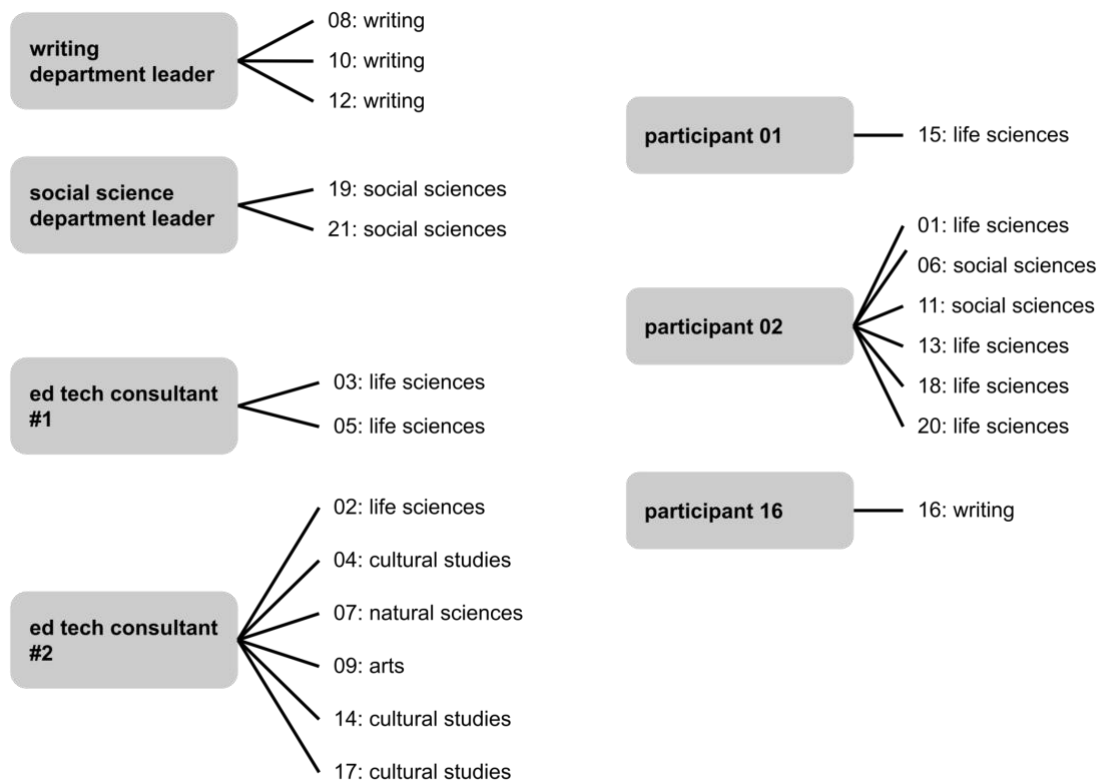 writing
department leader
08: writing
10: writing
12: writing
social science
department leader
19: social sciences
21: social sciences
ed tech consultant
#1
03: life sciences
05: life sciences
ed tech consultant
#2
02: life sciences
04: cultural studies
07: natural sciences
09: arts
14: cultural studies
17: cultural studies
participant 01
15: life sciences
participant 02
01: life sciences
06: social sciences
11: social sciences
13: life sciences
18: life sciences
20: life sciences
participant 16
16: writing